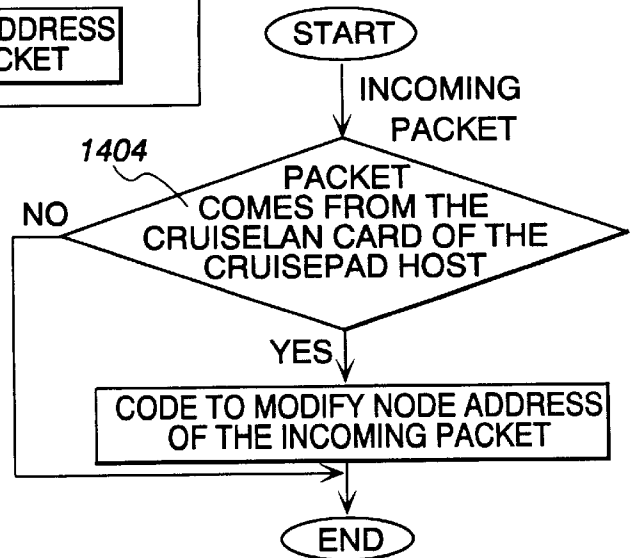 DDRESS
CKET
START
INCOMING
PACKET
1404
PACKET
COMES FROM THE
CRUISELAN CARD OF THE
CRUISEPAD HOST
NO
YES
CODE TO MODIFY NODE ADDRESS
OF THE INCOMING PACKET
END